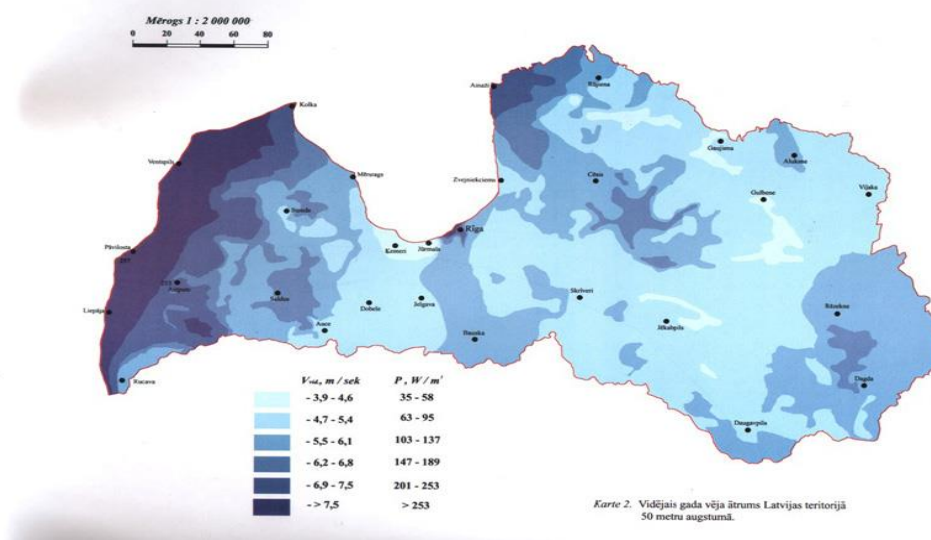 Mērogs 1 : 2 000 000
0 20 40 60 80
Kolka
Ainaži
Rūjiena
Ventspils
Mērsrags
Zvejniekciems
Cēsis
Gaujiena
Alūksne
Gulbene
Viļaka
Stende
Rīga
Pāvilosta
Ķemeri
Jūrmala
Saldus
Dobele
Jelgava
Skrīveri
Rēzekne
Liepāja
Auce
Bauska
Jēkabpils
Rucava
Dagda
Daugavpils
Vvid., m / sek P , W / m²
- 3,9 - 4,6 35 - 58
- 4,7 - 5,4 63 - 95
- 5,5 - 6,1 103 - 137
- 6,2 - 6,8 147 - 189
- 6,9 - 7,5 201 - 253
- > 7,5 > 253
Karte 2. Vidējais gada vēja ātrums Latvijas teritorijā
50 metru augstumā.